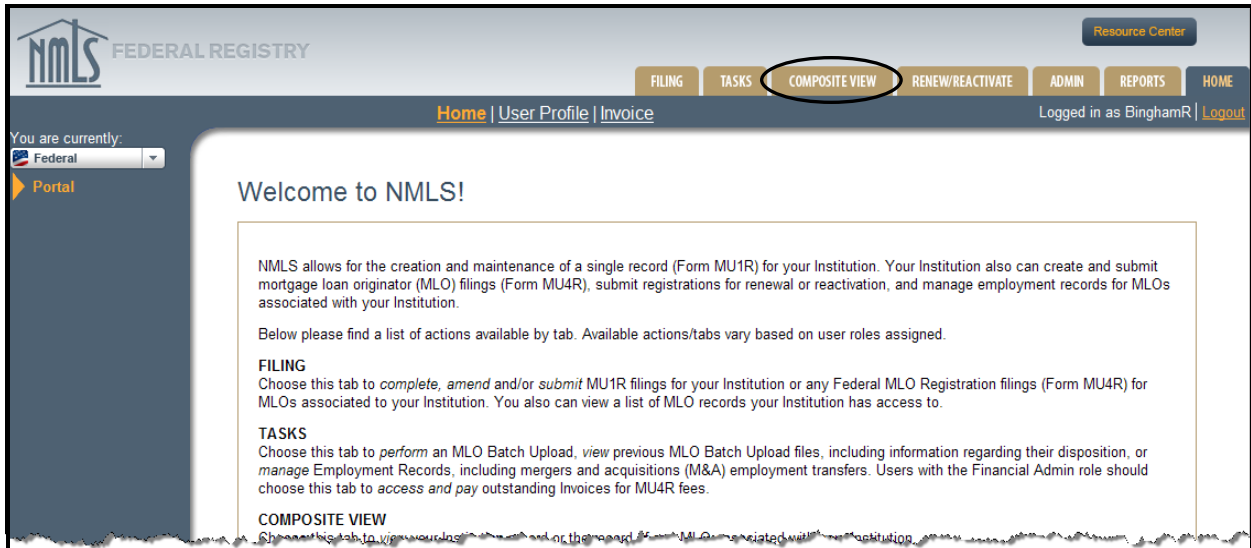 NMLS FEDERAL REGISTRY
Resource Center
FILING TASKS COMPOSITE VIEW RENEW/REACTIVATE ADMIN REPORTS HOME
Home | User Profile | Invoice Logged in as BinghamR | Logout
You are currently:
Federal
Portal
Welcome to NMLS!
NMLS allows for the creation and maintenance of a single record (Form MU1R) for your Institution. Your Institution also can create and submit
mortgage loan originator (MLO) filings (Form MU4R), submit registrations for renewal or reactivation, and manage employment records for MLOs
associated with your Institution.
Below please find a list of actions available by tab. Available actions/tabs vary based on user roles assigned.
FILING
Choose this tab to complete, amend and/or submit MU1R filings for your Institution or any Federal MLO Registration filings (Form MU4R) for
MLOs associated to your Institution. You also can view a list of MLO records your Institution has access to.
TASKS
Choose this tab to perform an MLO Batch Upload, view previous MLO Batch Upload files, including information regarding their disposition, or
manage Employment Records, including mergers and acquisitions (M&A) employment transfers. Users with the Financial Admin role should
choose this tab to access and pay outstanding Invoices for MU4R fees.
COMPOSITE VIEW